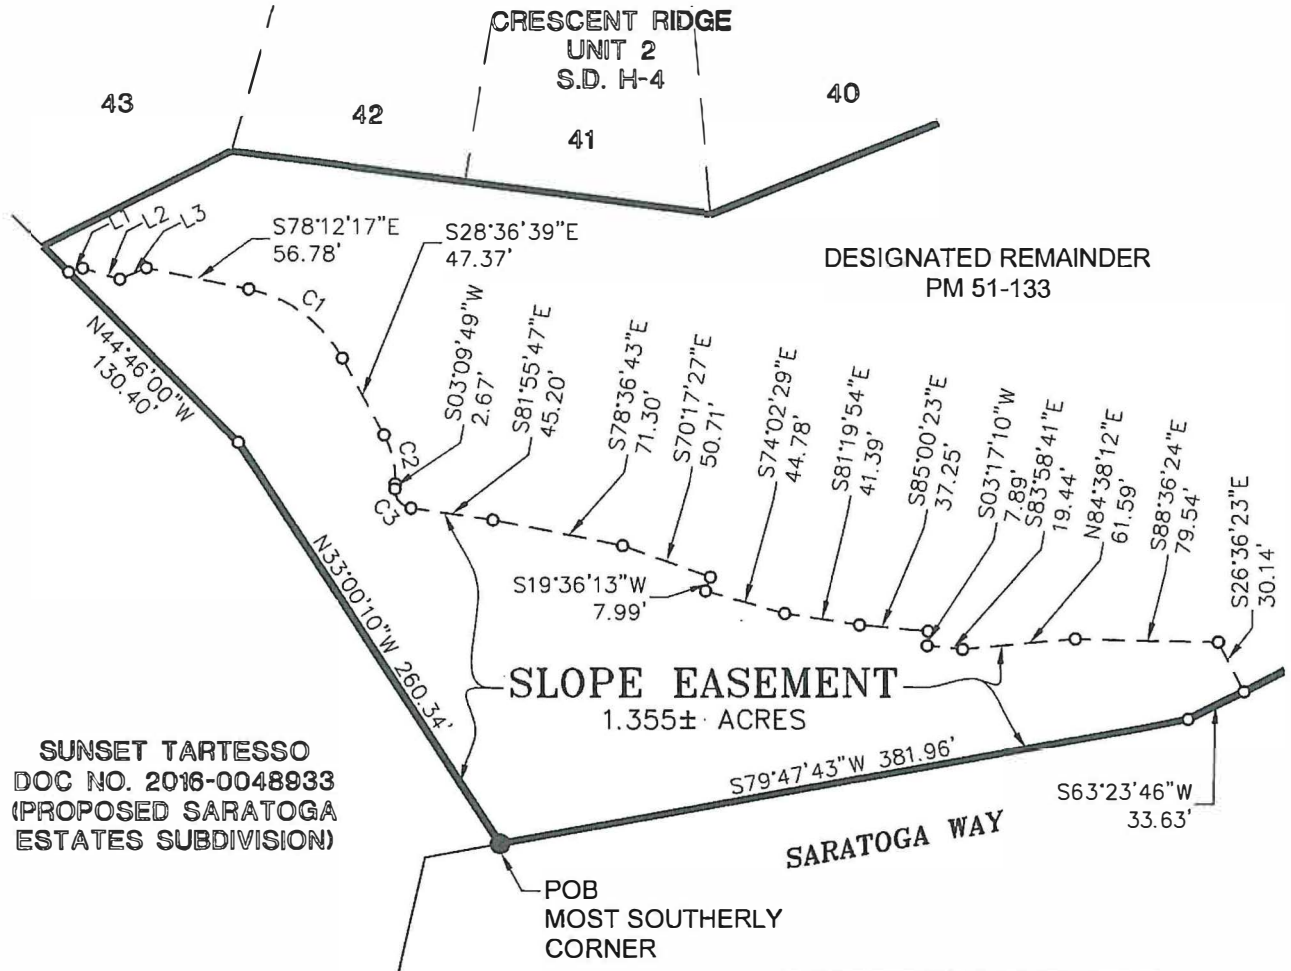 CRESCENT RIDGE
UNIT 2
S.D. H-4
43
42
41
40
L1
L2
L3
S78°12'17"E
56.78'
S28°36'39"E
47.37'
DESIGNATED REMAINDER
PM 51-133
C1
N44°46'00"W
130.40'
S03°09'49"W
2.67'
S81°55'47"E
45.20'
S78°36'43"E
71.30'
S70°17'27"E
50.71'
S74°02'29"E
44.78'
S81°19'54"E
41.39'
S85°00'23"E
37.25'
S03°17'10"W
7.89'
S83°58'41"E
19.44'
N84°38'12"E
61.59'
S88°36'24"E
79.54'
S26°36'23"E
30.14'
C2
C3
N33°00'10"W 260.34'
S19°36'13"W
7.99'
SLOPE EASEMENT
1.355± ACRES
SUNSET TARTESSO
DOC NO. 2016-0048933
(PROPOSED SARATOGA
ESTATES SUBDIVISION)
S79°47'43"W 381.96'
S63°23'46"W
33.63'
SARATOGA WAY
POB
MOST SOUTHERLY
CORNER